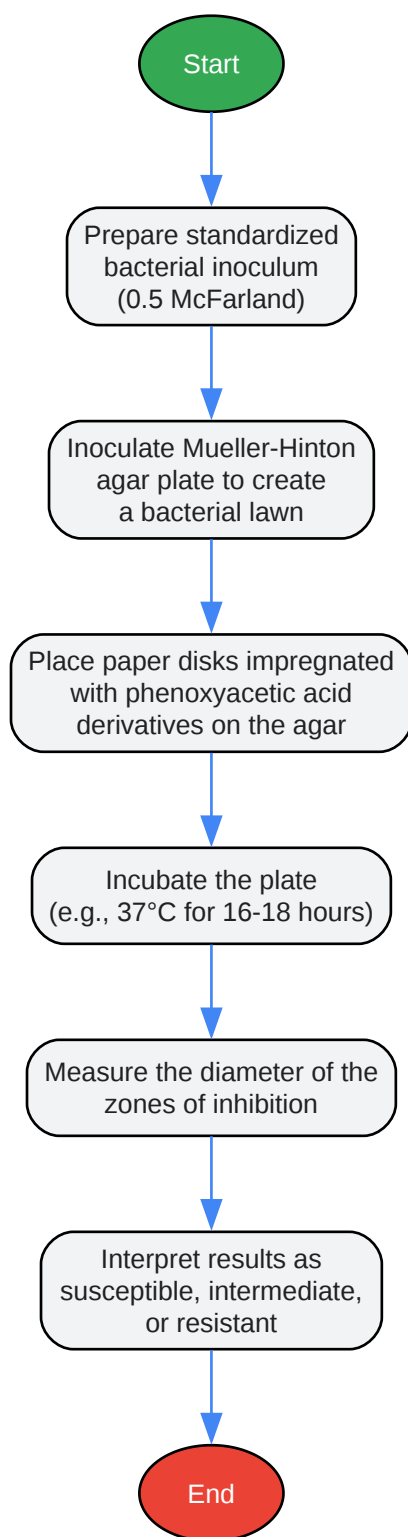 Start
Prepare standardized
bacterial inoculum
(0.5 McFarland)
Inoculate Mueller-Hinton
agar plate to create
a bacterial lawn
Place paper disks impregnated
with phenoxyacetic acid
derivatives on the agar
Incubate the plate
(e.g., 37°C for 16-18 hours)
Measure the diameter of the
zones of inhibition
Interpret results as
susceptible, intermediate,
or resistant
End